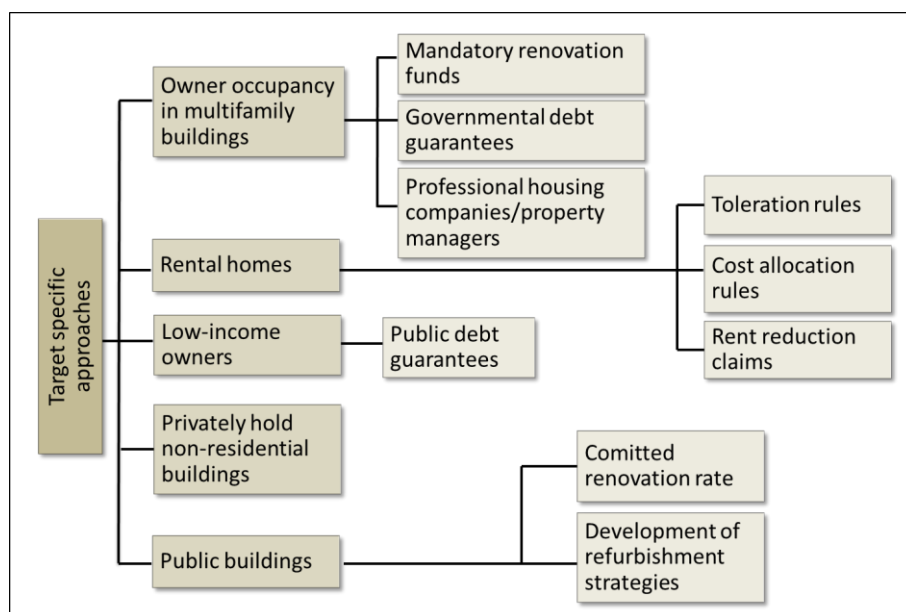 Target specific
approaches
Owner occupancy
in multifamily
buildings
Mandatory renovation
funds
Governmental debt
guarantees
Professional housing
companies/property
managers
Rental homes
Toleration rules
Cost allocation
rules
Rent reduction
claims
Low-income
owners
Public debt
guarantees
Privately hold
non-residential
buildings
Public buildings
Comitted
renovation rate
Development of
refurbishment
strategies